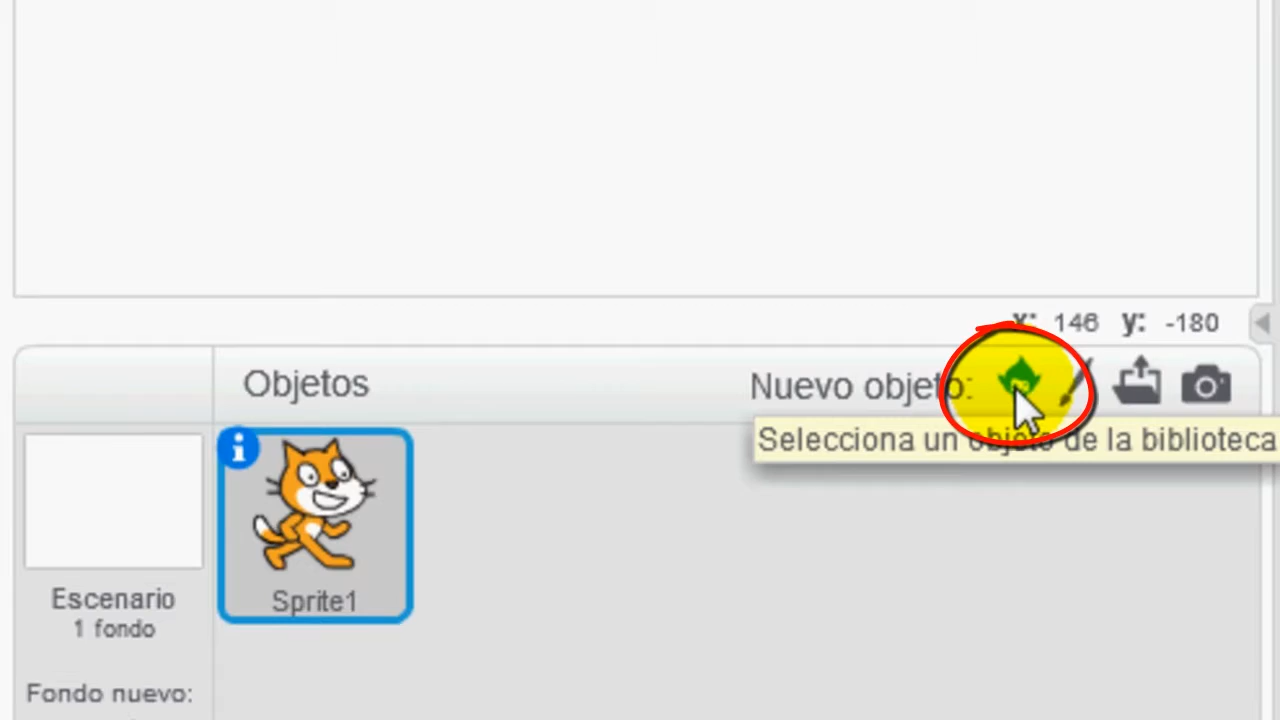 x: 146 y: -180
Objetos
Nuevo objeto:
Selecciona un objeto de la biblioteca
Sprite1
Escenario
1 fondo
Fondo nuevo: